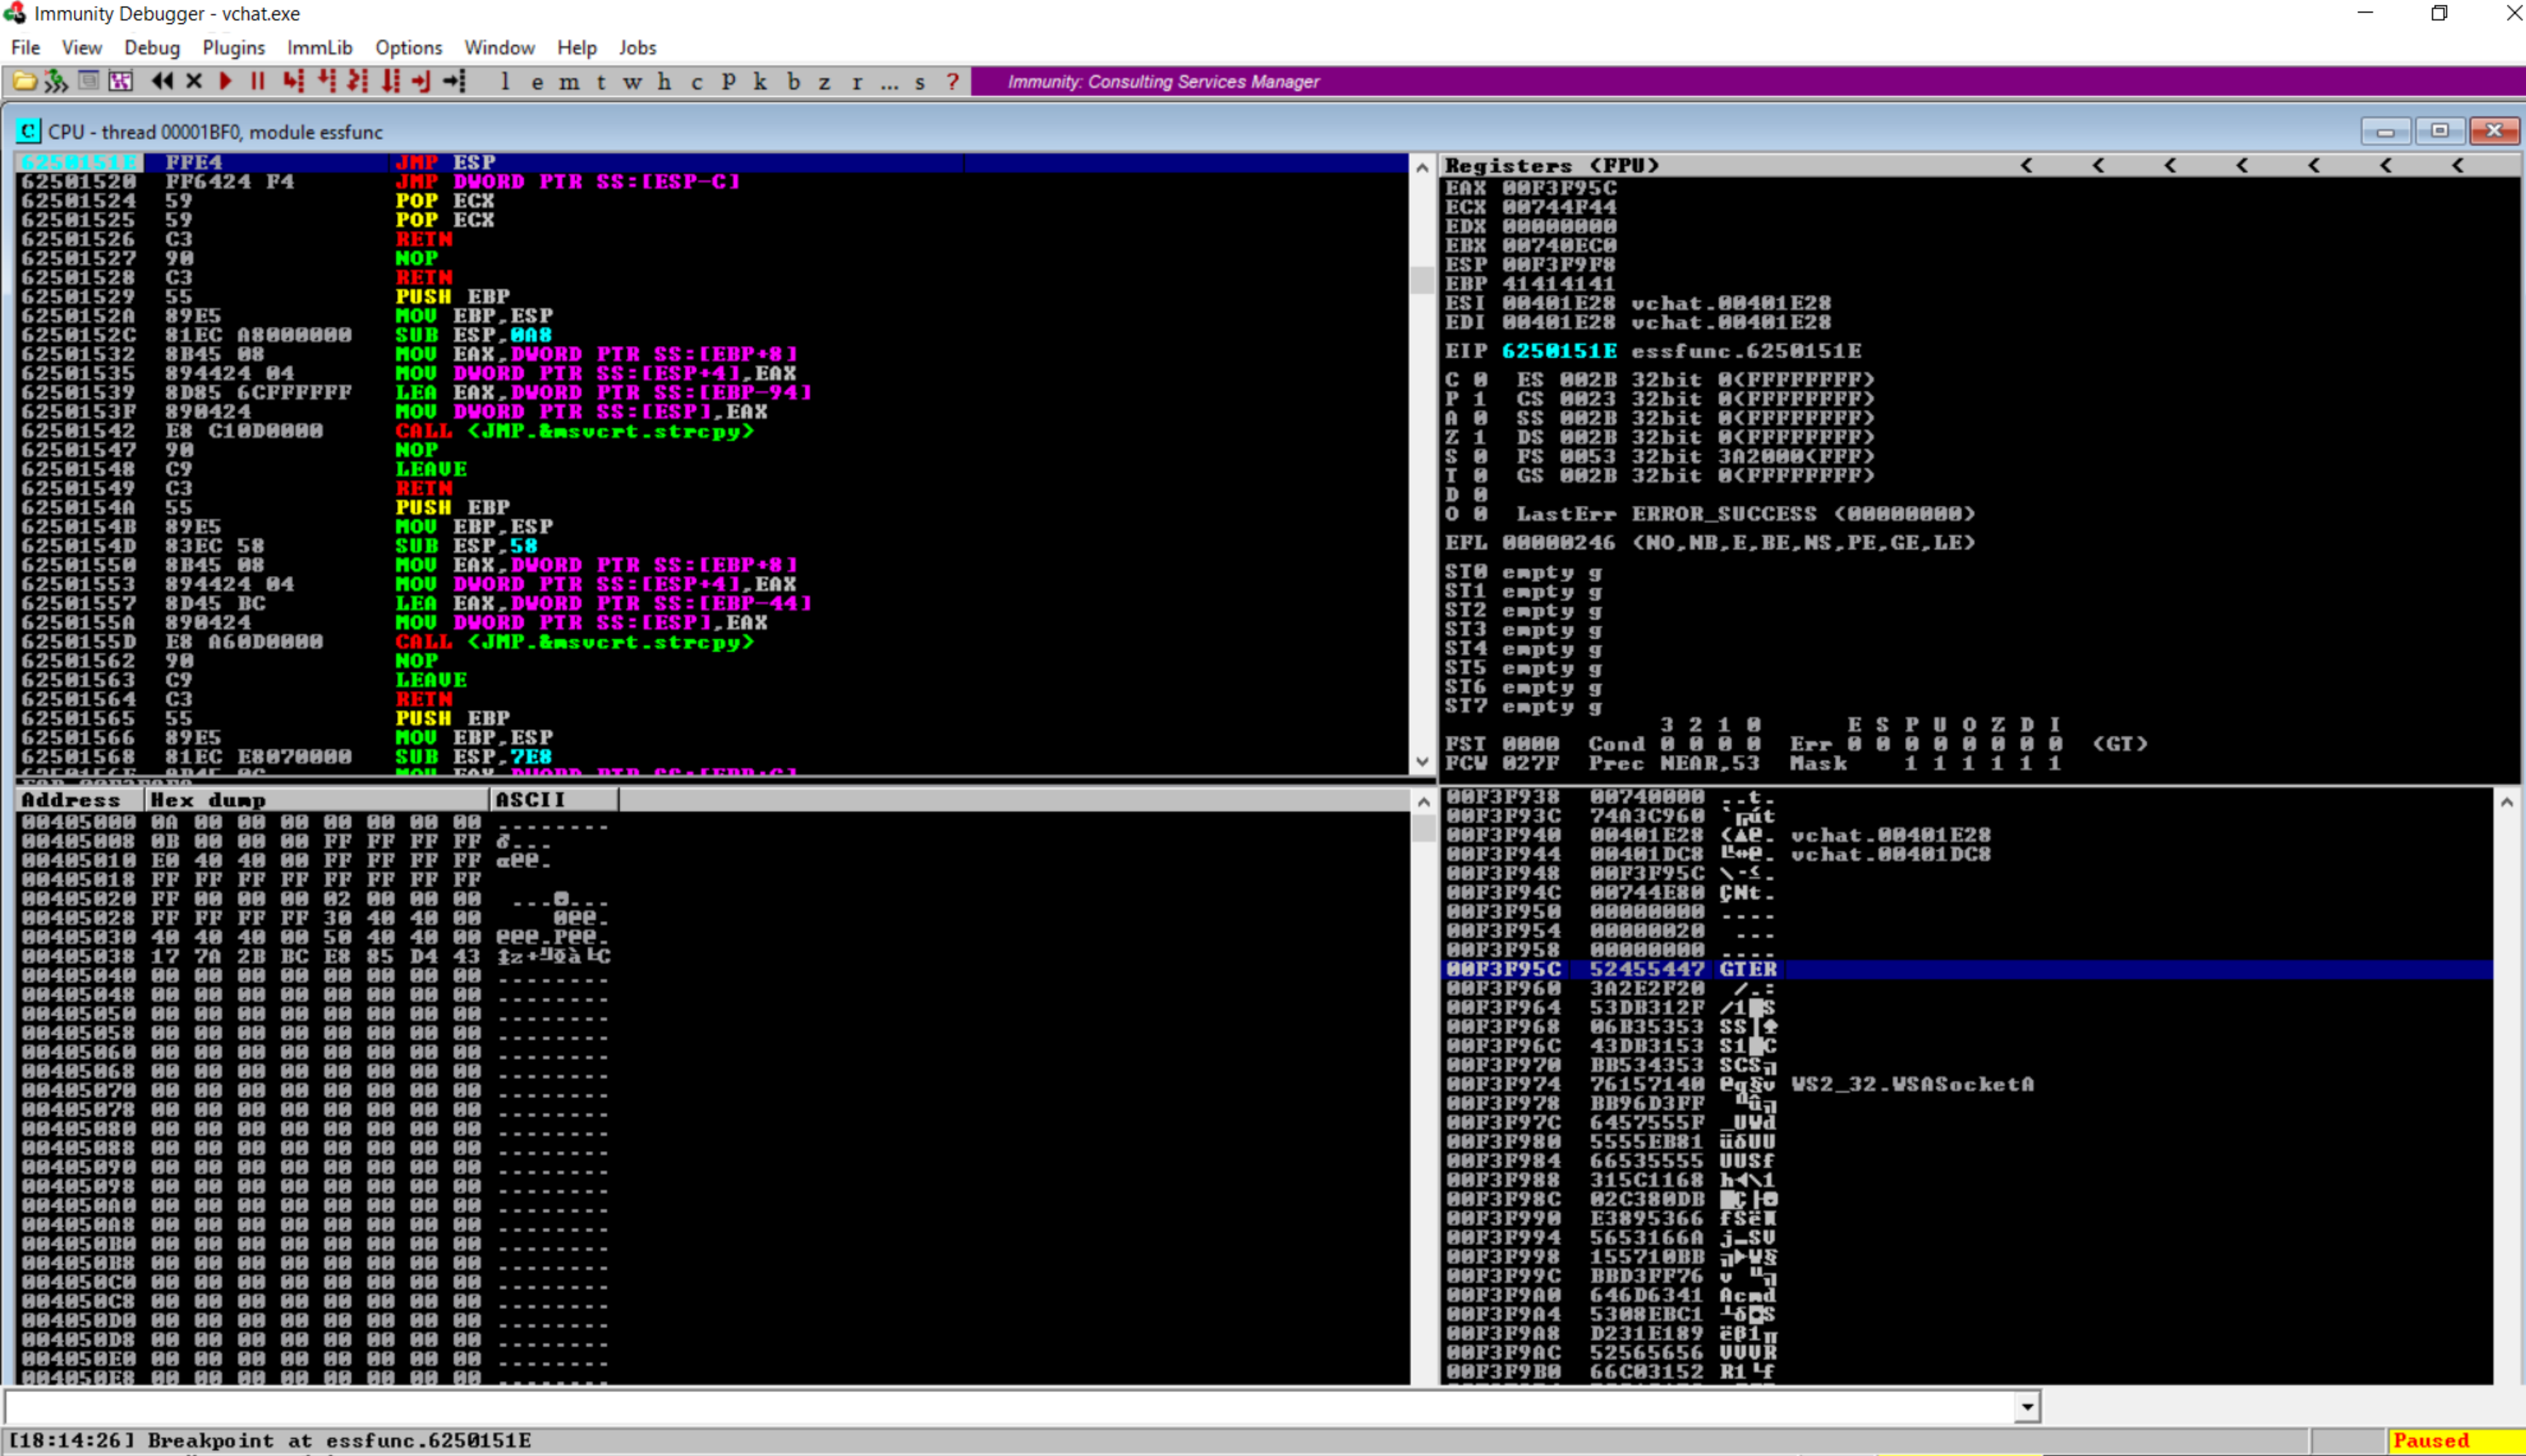 Immunity Debugger - vchat.exe
File View Debug Plugins ImmLib Options Window Help Jobs
l e m t w h c P k b z r ... s ?
Immunity: Consulting Services Manager
C CPU - thread 00001BF0, module essfunc
6250151E FFE4 JMP ESP
62501520 FF6424 F4 JMP DWORD PTR SS:[ESP-C]
62501524 59 POP ECX
62501525 59 POP ECX
62501526 C3 RETN
62501527 90 NOP
62501528 C3 RETN
62501529 55 PUSH EBP
6250152A 89E5 MOV EBP,ESP
6250152C 81EC A8000000 SUB ESP,0A8
62501532 8B45 08 MOV EAX,DWORD PTR SS:[EBP+8]
62501535 894424 04 MOV DWORD PTR SS:[ESP+4],EAX
62501539 8D85 6CFFFFFF LEA EAX,DWORD PTR SS:[EBP-94]
6250153F 890424 MOV DWORD PTR SS:[ESP],EAX
62501542 E8 C10D0000 CALL <JMP.&msvcrt.strcpy>
62501547 90 NOP
62501548 C9 LEAVE
62501549 C3 RETN
6250154A 55 PUSH EBP
6250154B 89E5 MOV EBP,ESP
6250154D 83EC 58 SUB ESP,58
62501550 8B45 08 MOV EAX,DWORD PTR SS:[EBP+8]
62501553 894424 04 MOV DWORD PTR SS:[ESP+4],EAX
62501557 8D45 BC LEA EAX,DWORD PTR SS:[EBP-44]
6250155A 890424 MOV DWORD PTR SS:[ESP],EAX
6250155D E8 A60D0000 CALL <JMP.&msvcrt.strcpy>
62501562 90 NOP
62501563 C9 LEAVE
62501564 C3 RETN
62501565 55 PUSH EBP
62501566 89E5 MOV EBP,ESP
62501568 81EC E8070000 SUB ESP,7E8
Registers (FPU) < < < < < < <
EAX 00F3F95C
ECX 00744F44
EDX 00000000
EBX 00740EC0
ESP 00F3F9F8
EBP 41414141
ESI 00401E28 vchat.00401E28
EDI 00401E28 vchat.00401E28
EIP 6250151E essfunc.6250151E
C 0 ES 002B 32bit 0(FFFFFFFF)
P 1 CS 0023 32bit 0(FFFFFFFF)
A 0 SS 002B 32bit 0(FFFFFFFF)
Z 1 DS 002B 32bit 0(FFFFFFFF)
S 0 FS 0053 32bit 3A2000(FFF)
T 0 GS 002B 32bit 0(FFFFFFFF)
D 0
O 0 LastErr ERROR_SUCCESS (00000000)
EFL 00000246 (NO,NB,E,BE,NS,PE,GE,LE)
ST0 empty g
ST1 empty g
ST2 empty g
ST3 empty g
ST4 empty g
ST5 empty g
ST6 empty g
ST7 empty g
3 2 1 0 E S P U O Z D I
FST 0000 Cond 0 0 0 0 Err 0 0 0 0 0 0 0 0 (GT)
FCW 027F Prec NEAR,53 Mask 1 1 1 1 1 1
Address Hex dump ASCII
00405000 0A 00 00 00 00 00 00 00 ........
00405008 0B 00 00 00 FF FF FF FF ♂...
00405010 E0 40 40 00 FF FF FF FF α@@.
00405018 FF FF FF FF FF FF FF FF
00405020 FF 00 00 00 02 00 00 00 ...☻...
00405028 FF FF FF FF 30 40 40 00 0@@.
00405030 40 40 40 00 50 40 40 00 @@@.P@@.
00405038 17 7A 2B BC E8 85 D4 43 ↨z+╝Φà╘C
00405040 00 00 00 00 00 00 00 00 ........
00405048 00 00 00 00 00 00 00 00 ........
00405050 00 00 00 00 00 00 00 00 ........
00405058 00 00 00 00 00 00 00 00 ........
00405060 00 00 00 00 00 00 00 00 ........
00405068 00 00 00 00 00 00 00 00 ........
00405070 00 00 00 00 00 00 00 00 ........
00405078 00 00 00 00 00 00 00 00 ........
00405080 00 00 00 00 00 00 00 00 ........
00405088 00 00 00 00 00 00 00 00 ........
00405090 00 00 00 00 00 00 00 00 ........
00405098 00 00 00 00 00 00 00 00 ........
004050A0 00 00 00 00 00 00 00 00 ........
004050A8 00 00 00 00 00 00 00 00 ........
004050B0 00 00 00 00 00 00 00 00 ........
004050B8 00 00 00 00 00 00 00 00 ........
004050C0 00 00 00 00 00 00 00 00 ........
004050C8 00 00 00 00 00 00 00 00 ........
004050D0 00 00 00 00 00 00 00 00 ........
004050D8 00 00 00 00 00 00 00 00 ........
004050E0 00 00 00 00 00 00 00 00 ........
004050E8 00 00 00 00 00 00 00 00 ........
00F3F938 00740000 ..t.
00F3F93C 74A3C960 `╔út
00F3F940 00401E28 (▲@. vchat.00401E28
00F3F944 00401DC8 ╚↔@. vchat.00401DC8
00F3F948 00F3F95C \·≤.
00F3F94C 00744E80 ÇNt.
00F3F950 00000000 ....
00F3F954 00000020 ...
00F3F958 00000000 ....
00F3F95C 52455447 GTER
00F3F960 3A2E2F20 /.:
00F3F964 53DB312F /1█S
00F3F968 06B35353 SS│♠
00F3F96C 43DB3153 S1█C
00F3F970 BB534353 SCS╗
00F3F974 76157140 @q§v WS2_32.WSASocketA
00F3F978 BB96D3FF ╙û╗
00F3F97C 6457555F _UWd
00F3F980 5555EB81 üδUU
00F3F984 66535555 UUSf
00F3F988 315C1168 h◄\1
00F3F98C 02C380DB █Ç├☻
00F3F990 E3895366 fSëπ
00F3F994 5653166A j▬SV
00F3F998 155710BB ╗►W§
00F3F99C BBD3FF76 v ╙╗
00F3F9A0 646D6341 Acmd
00F3F9A4 5308EBC1 ┴δ◘S
00F3F9A8 D231E189 ëß1╥
00F3F9AC 52565656 VVVR
00F3F9B0 66C03152 R1└f
[18:14:26] Breakpoint at essfunc.6250151E
Paused